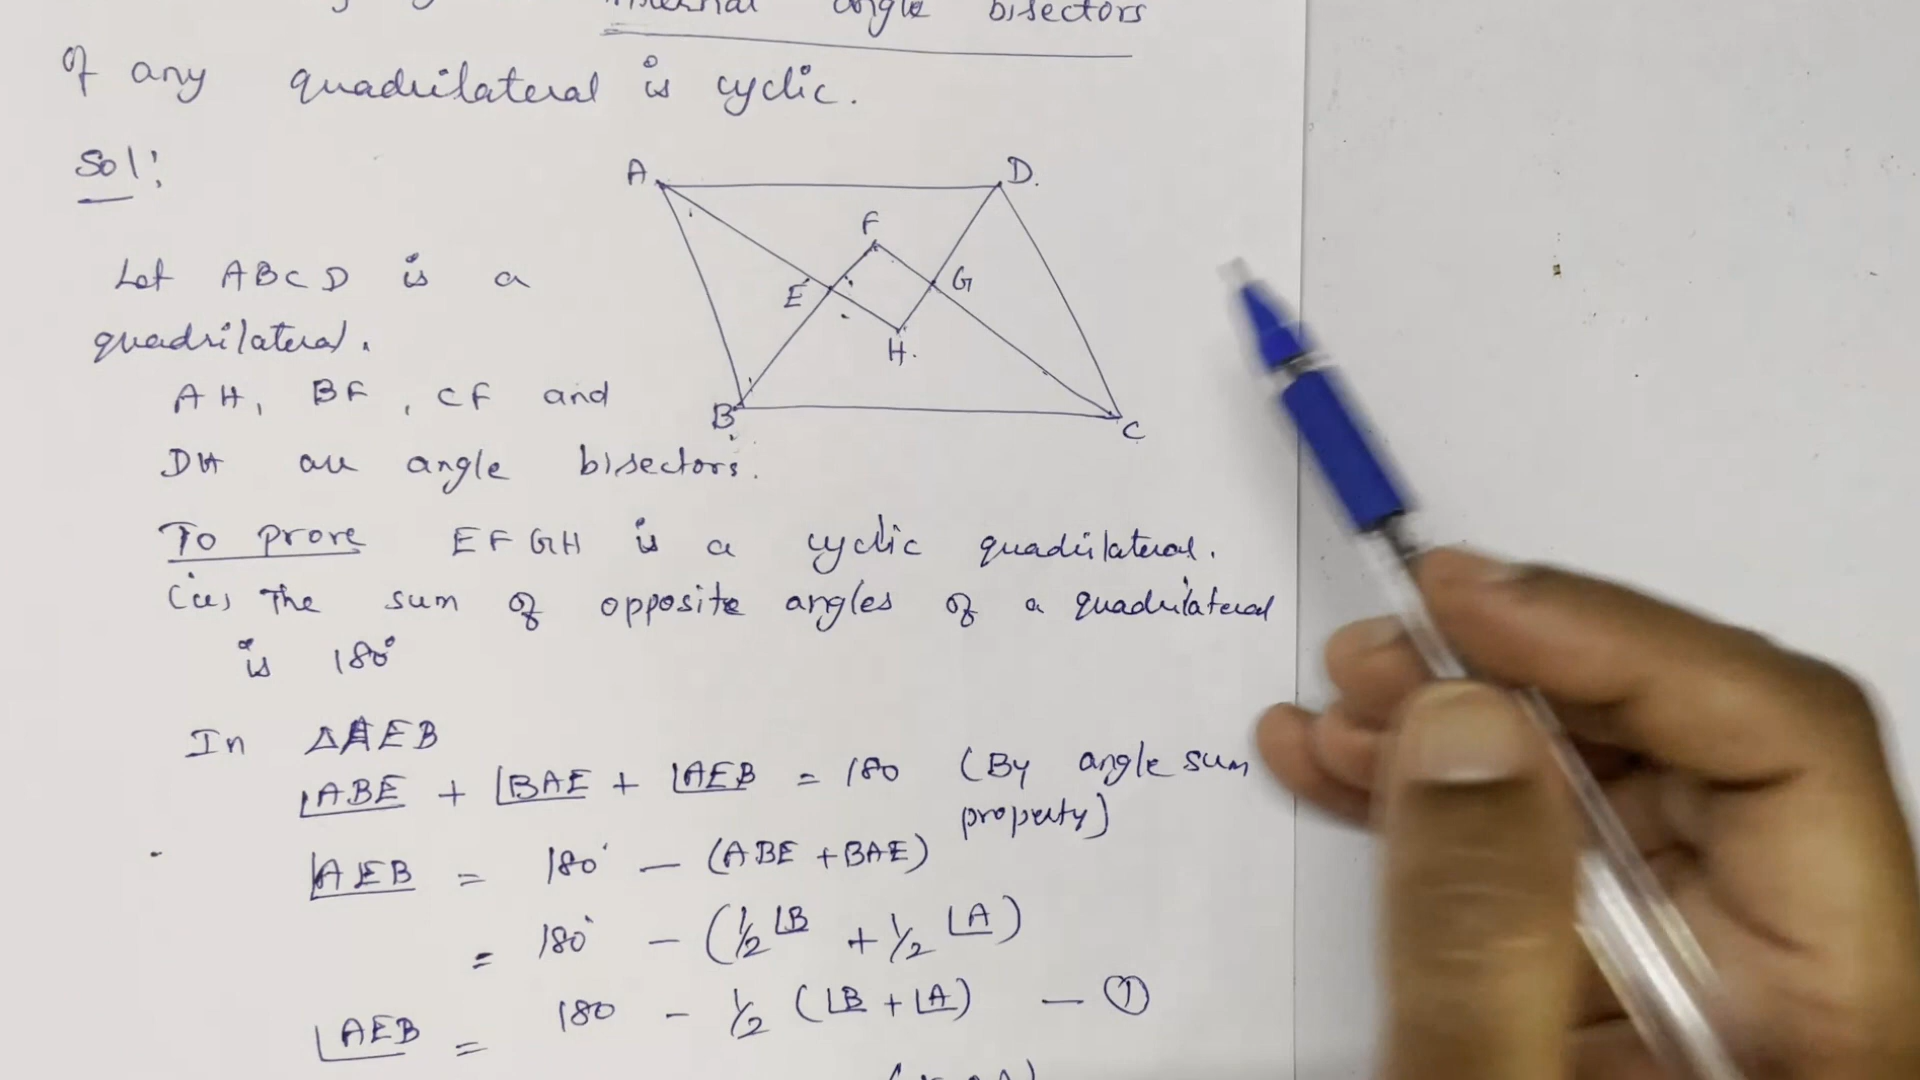 internal angle bisectors
of any quadrilateral is cyclic.
Sol:
A
D.
F
E
G
H.
B
C
Let ABCD is a
quadrilateral.
AH, BF, CF and
DH are angle bisectors.
To prove EFGH is a cyclic quadrilateral.
(ie) The sum of opposite angles of a quadrilateral
is 180°
In ΔAEB
∠ABE + ∠BAE + ∠AEB = 180 (By angle sum
property)
∠AEB = 180° - (ABE + BAE)
= 180° - (1/2 ∠B + 1/2 ∠A)
∠AEB = 180 - 1/2 (∠B + ∠A) - ①